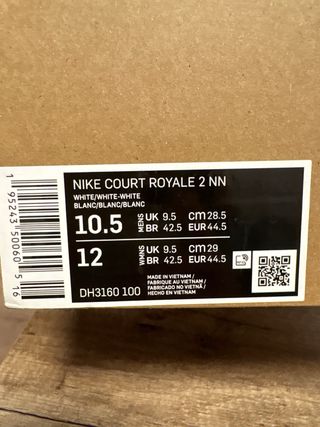 NIKE COURT ROYALE 2 NN
WHITE/WHITE-WHITE
BLANC/BLANC/BLANC
10.5 MENS UK 9.5 CM 28.5
BR 42.5 EUR 44.5
12 WMNS UK 9.5 CM 29
BR 42.5 EUR 44.5
DH3160 100
MADE IN VIETNAM /
FABRIQUE AU VIETNAM /
FABRICADO NO VIETNÃ /
HECHO EN VIETNAM
1 95243 50060 5 16